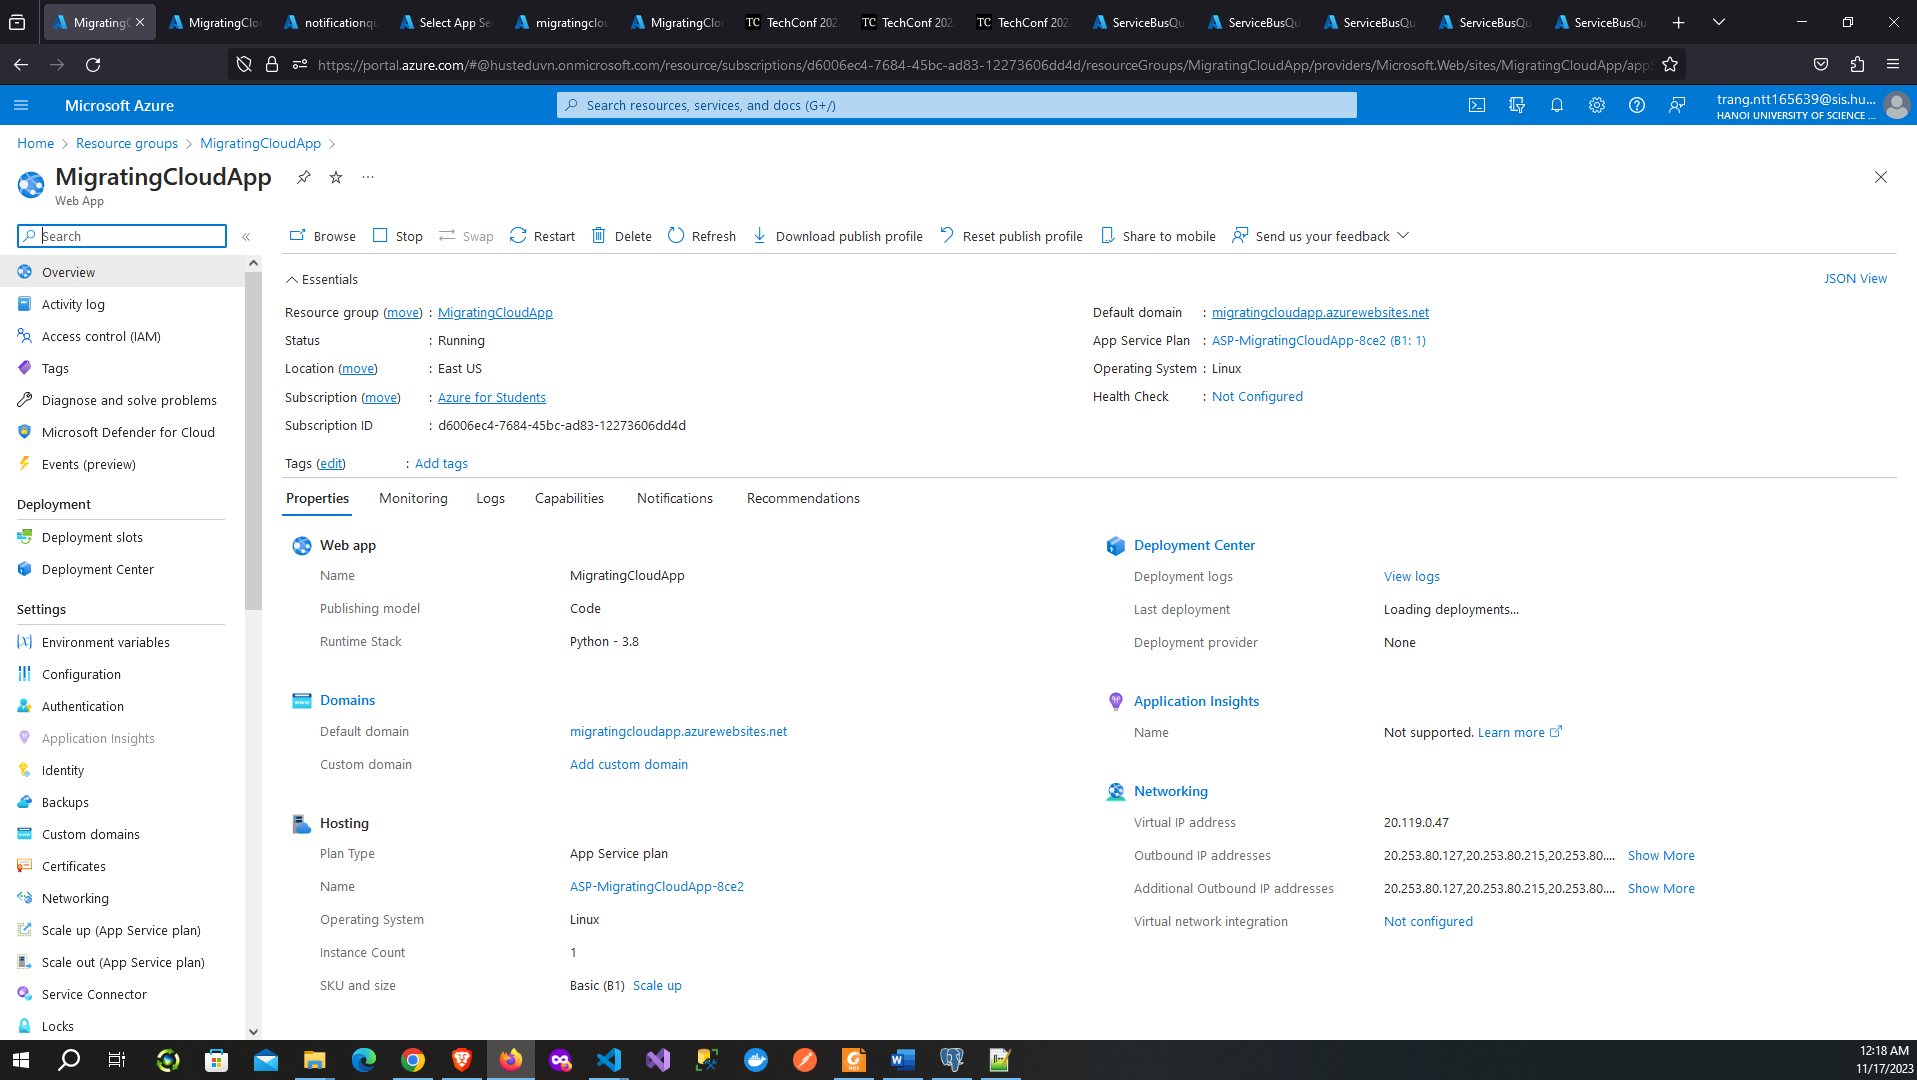 MigratingC
MigratingClo
notificationqu
Select App Se
migratingclou
MigratingClo
TC TechConf 202
TC TechConf 202
TC TechConf 202
ServiceBusQu
ServiceBusQu
ServiceBusQu
ServiceBusQu
ServiceBusQu
https://portal.azure.com/#@husteduvn.onmicrosoft.com/resource/subscriptions/d6006ec4-7684-45bc-ad83-12273606dd4d/resourceGroups/MigratingCloudApp/providers/Microsoft.Web/sites/MigratingCloudApp/app
Microsoft Azure
Search resources, services, and docs (G+/)
trang.ntt165639@sis.hu...
HANOI UNIVERSITY OF SCIENCE ...
Home > Resource groups > MigratingCloudApp >
MigratingCloudApp
Web App
Search
Browse Stop Swap Restart Delete Refresh Download publish profile Reset publish profile Share to mobile Send us your feedback
Overview
Activity log
Access control (IAM)
Tags
Diagnose and solve problems
Microsoft Defender for Cloud
Events (preview)
Deployment
Deployment slots
Deployment Center
Settings
Environment variables
Configuration
Authentication
Application Insights
Identity
Backups
Custom domains
Certificates
Networking
Scale up (App Service plan)
Scale out (App Service plan)
Service Connector
Locks
Essentials
JSON View
Resource group (move) : MigratingCloudApp
Status : Running
Location (move) : East US
Subscription (move) : Azure for Students
Subscription ID : d6006ec4-7684-45bc-ad83-12273606dd4d
Tags (edit) : Add tags
Default domain : migratingcloudapp.azurewebsites.net
App Service Plan : ASP-MigratingCloudApp-8ce2 (B1: 1)
Operating System : Linux
Health Check : Not Configured
Properties Monitoring Logs Capabilities Notifications Recommendations
Web app
Name MigratingCloudApp
Publishing model Code
Runtime Stack Python - 3.8
Domains
Default domain migratingcloudapp.azurewebsites.net
Custom domain Add custom domain
Hosting
Plan Type App Service plan
Name ASP-MigratingCloudApp-8ce2
Operating System Linux
Instance Count 1
SKU and size Basic (B1) Scale up
Deployment Center
Deployment logs View logs
Last deployment Loading deployments...
Deployment provider None
Application Insights
Name Not supported. Learn more
Networking
Virtual IP address 20.119.0.47
Outbound IP addresses 20.253.80.127,20.253.80.215,20.253.80.... Show More
Additional Outbound IP addresses 20.253.80.127,20.253.80.215,20.253.80.... Show More
Virtual network integration Not configured
12:18 AM
11/17/2023